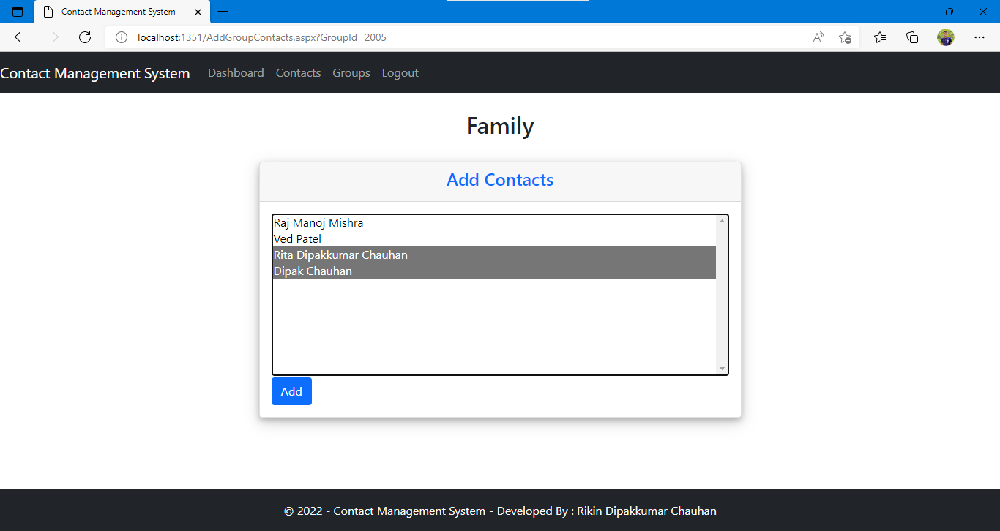 Contact Management System
localhost:1351/AddGroupContacts.aspx?GroupId=2005
Contact Management System Dashboard Contacts Groups Logout
Family
Add Contacts
Raj Manoj Mishra
Ved Patel
Rita Dipakkumar Chauhan
Dipak Chauhan
Add
© 2022 - Contact Management System - Developed By : Rikin Dipakkumar Chauhan